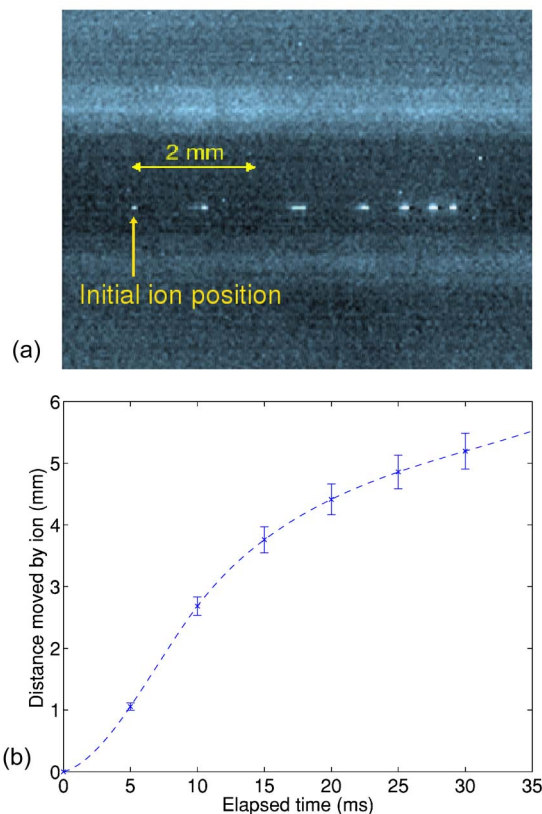 2 mm
Initial ion position
(a)
6
5
4
3
2
1
0
Distance moved by ion (mm)
(b)
0 5 10 15 20 25 30 35
Elapsed time (ms)